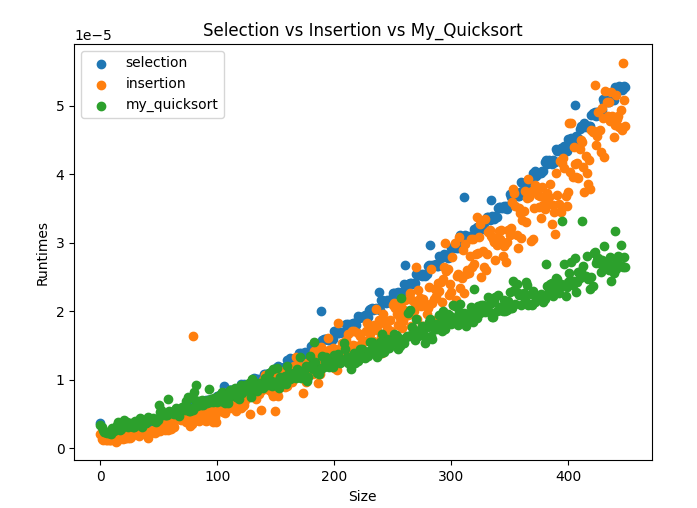 Selection vs Insertion vs My_Quicksort
1e−5
selection
insertion
my_quicksort
5
4
3
2
1
0
Runtimes
0 100 200 300 400
Size